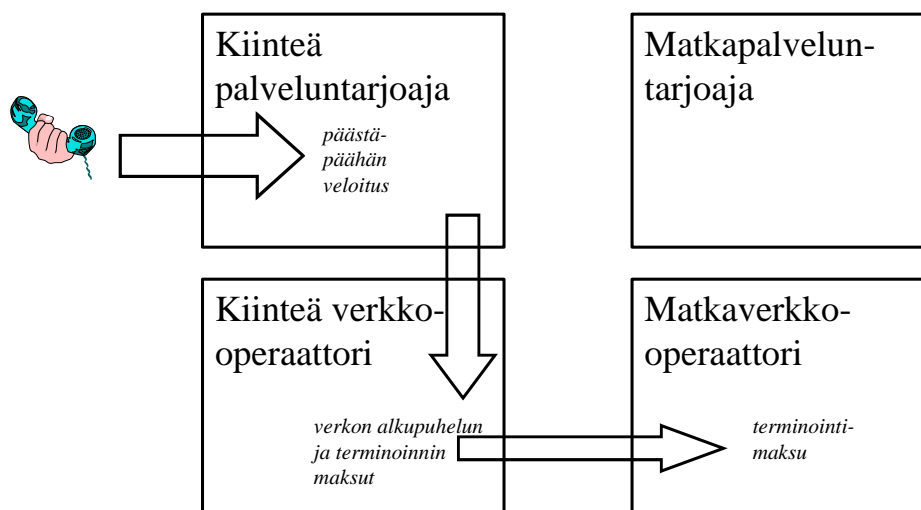 Kiinteä
palveluntarjoaja
päästä-
päähän
veloitus
Matkapalvelun-
tarjoaja
Kiinteä verkko-
operaattori
verkon alkupuhelun
ja terminoinnin
maksut
Matkaverkko-
operaattori
terminointi-
maksu